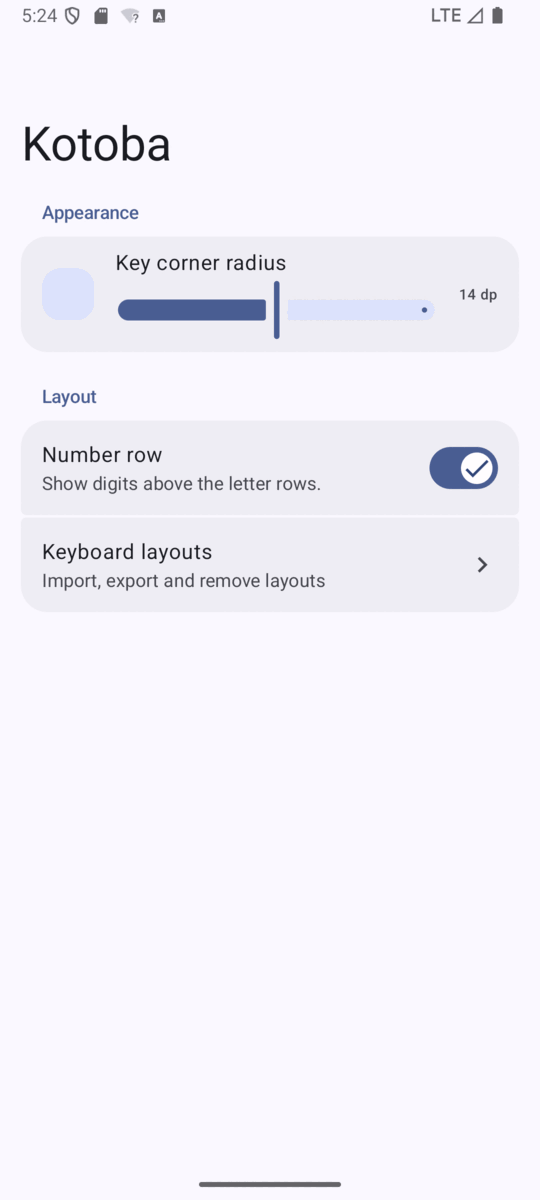 5:24
LTE
Kotoba
Appearance
Key corner radius
14 dp
Layout
Number row
Show digits above the letter rows.
Keyboard layouts
Import, export and remove layouts